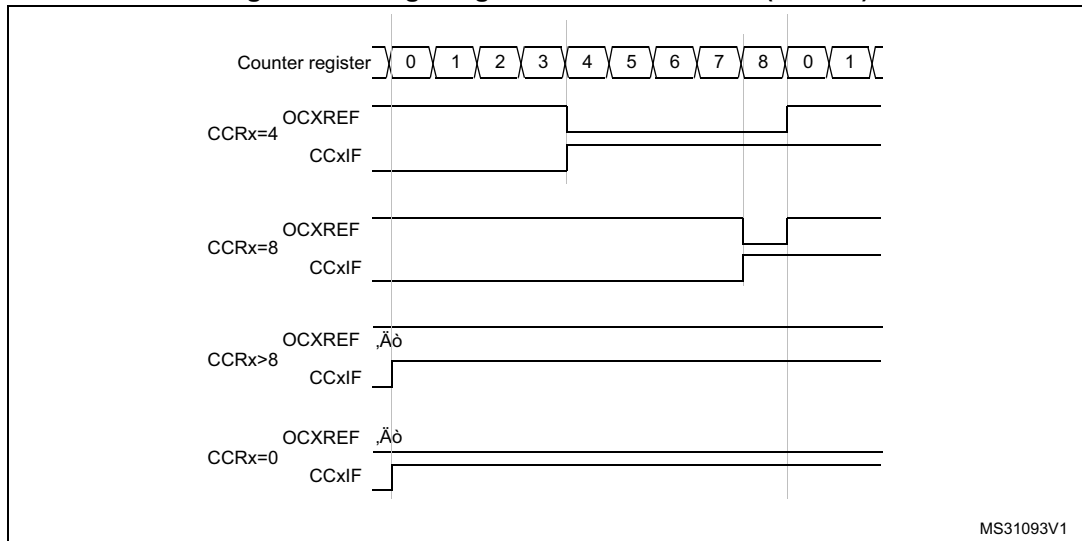 Counter register 0 1 2 3 4 5 6 7 8 0 1
OCXREF
CCRx=4
CCxIF
OCXREF
CCRx=8
CCxIF
OCXREF ‚Äò
CCRx>8
CCxIF
OCXREF ‚Äò
CCRx=0
CCxIF
MS31093V1